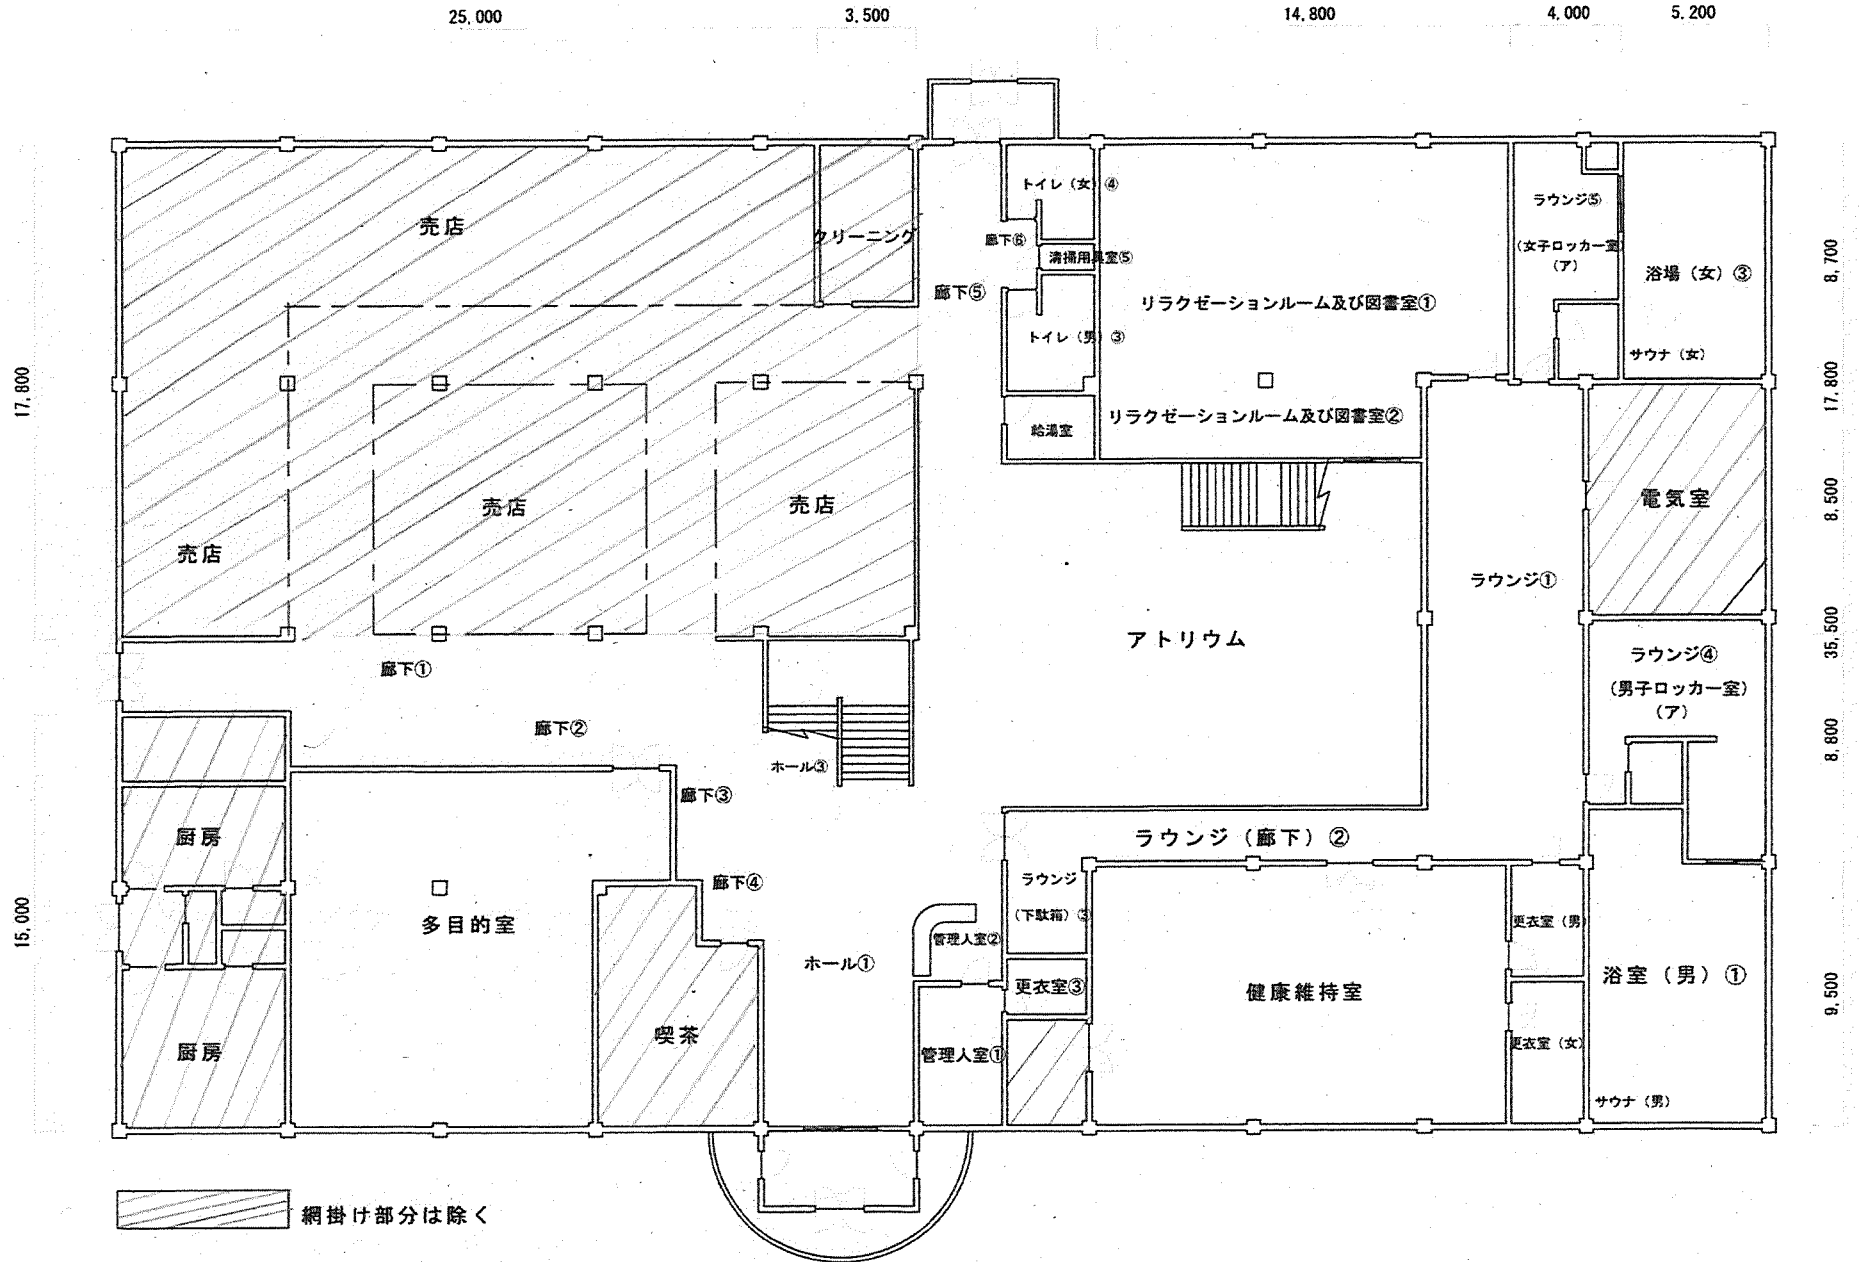 25,000
3,500
14,800
4,000
5,200
売店
クリーニング
トイレ（女）④
廊下⑥
清掃用具室⑤
廊下⑤
トイレ（男）③
給湯室
リラクゼーションルーム及び図書室①
リラクゼーションルーム及び図書室②
ラウンジ⑤
（女子ロッカー室）
（ア）
浴場（女）③
サウナ（女）
8,700
17,800
17,800
8,500
売店
売店
売店
電気室
ラウンジ①
アトリウム
35,500
ラウンジ④
（男子ロッカー室）
（ア）
8,800
廊下①
廊下②
ホール③
廊下③
厨房
ラウンジ（廊下）②
廊下④
ラウンジ
（下駄箱）③
15,000
多目的室
管理人室②
ホール①
更衣室（男）
浴室（男）①
更衣室③
健康維持室
9,500
喫茶
厨房
管理人室①
更衣室（女）
サウナ（男）
網掛け部分は除く